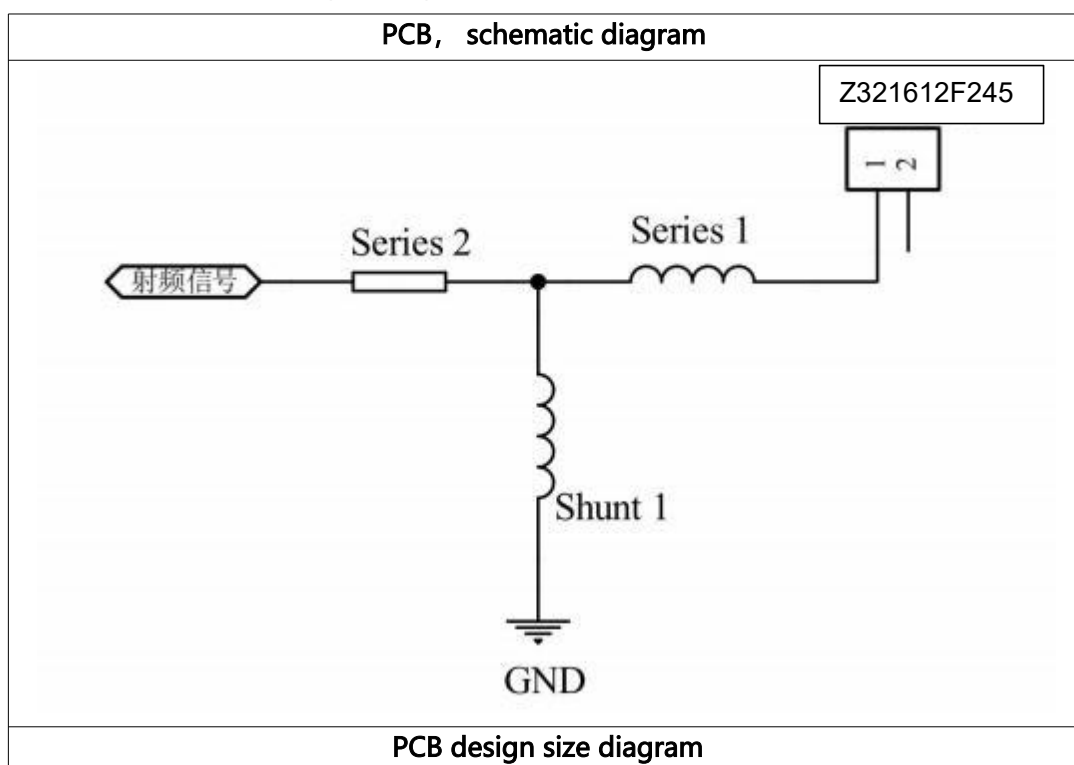 PCB， schematic diagram
Z321612F245
1
2
Series 1
Series 2
射频信号
Shunt 1
GND
PCB design size diagram